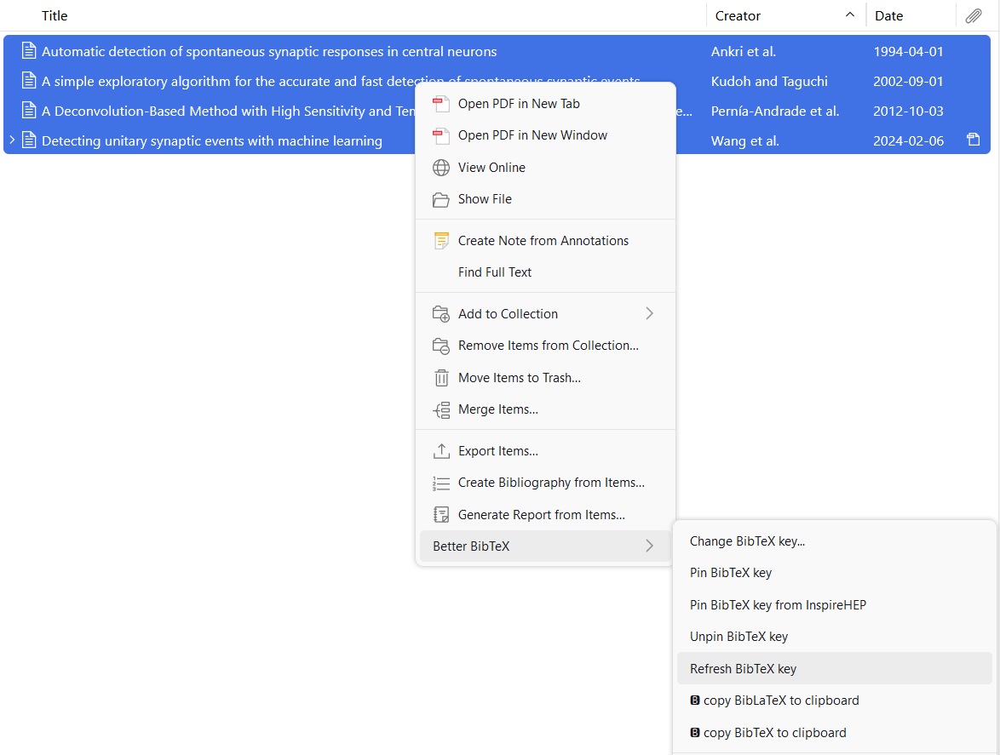 Title Creator Date
Automatic detection of spontaneous synaptic responses in central neurons Ankri et al. 1994-04-01
A simple exploratory algorithm for the accurate and fast detection of spontaneous synaptic events Kudoh and Taguchi 2002-09-01
A Deconvolution-Based Method with High Sensitivity and Pernía-Andrade et al. 2012-10-03
Detecting unitary synaptic events with machine learning Wang et al. 2024-02-06
Open PDF in New Tab
Open PDF in New Window
View Online
Show File
Create Note from Annotations
Find Full Text
Add to Collection
Remove Items from Collection...
Move Items to Trash...
Merge Items...
Export Items...
Create Bibliography from Items...
Generate Report from Items...
Better BibTeX
Change BibTeX key...
Pin BibTeX key
Pin BibTeX key from InspireHEP
Unpin BibTeX key
Refresh BibTeX key
B copy BibLaTeX to clipboard
B copy BibTeX to clipboard